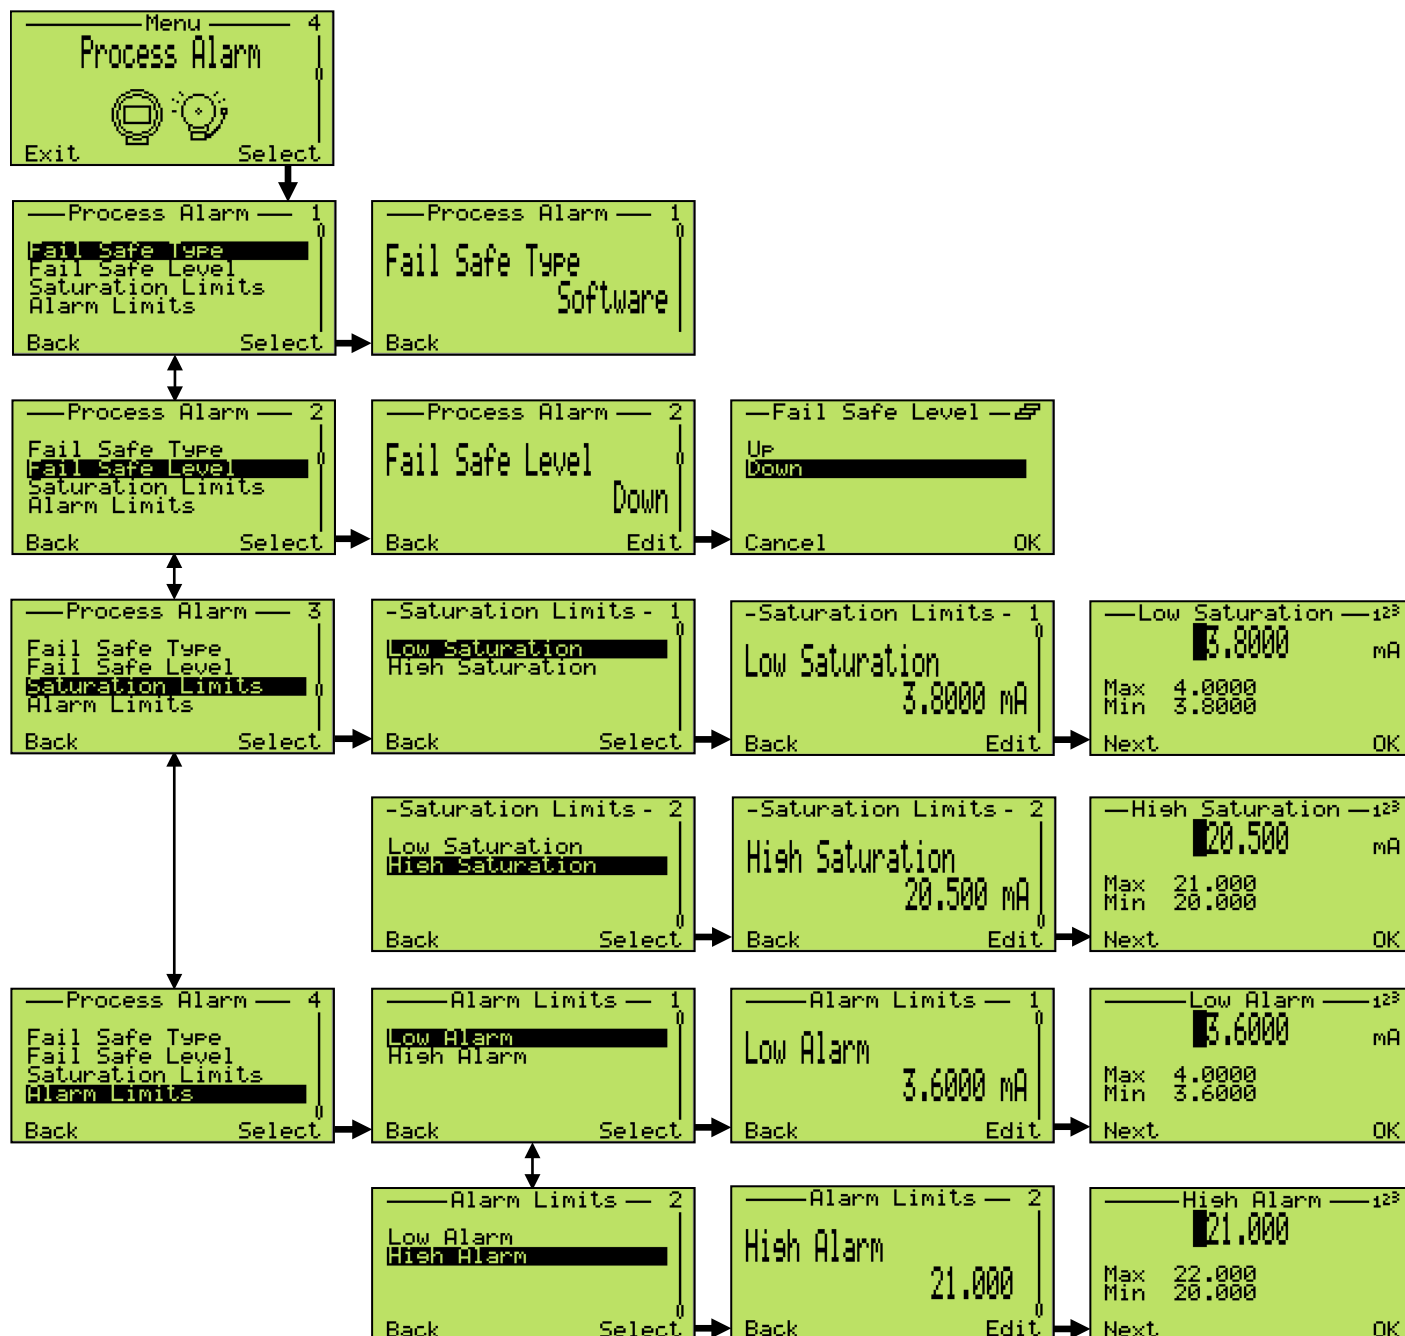 Menu 4
Process Alarm
Exit Select
Process Alarm 1
Fail Safe Type
Fail Safe Level
Saturation Limits
Alarm Limits
Back Select
Process Alarm 1
Fail Safe Type
Software
Back
Process Alarm 2
Fail Safe Type
Fail Safe Level
Saturation Limits
Alarm Limits
Back Select
Process Alarm 2
Fail Safe Level
Down
Back Edit
Fail Safe Level
Up
Down
Cancel OK
Process Alarm 3
Fail Safe Type
Fail Safe Level
Saturation Limits
Alarm Limits
Back Select
-Saturation Limits- 1
Low Saturation
High Saturation
Back Select
-Saturation Limits- 1
Low Saturation
3.8000 mA
Back Edit
Low Saturation 123
3.8000 mA
Max 4.0000
Min 3.8000
Next OK
-Saturation Limits- 2
Low Saturation
High Saturation
Back Select
-Saturation Limits- 2
High Saturation
20.500 mA
Back Edit
High Saturation 123
20.500 mA
Max 21.000
Min 20.000
Next OK
Process Alarm 4
Fail Safe Type
Fail Safe Level
Saturation Limits
Alarm Limits
Back Select
Alarm Limits 1
Low Alarm
High Alarm
Back Select
Alarm Limits 1
Low Alarm
3.6000 mA
Back Edit
Low Alarm 123
3.6000 mA
Max 4.0000
Min 3.6000
Next OK
Alarm Limits 2
Low Alarm
High Alarm
Back Select
Alarm Limits 2
High Alarm
21.000
Back Edit
High Alarm 123
21.000
Max 22.000
Min 20.000
Next OK